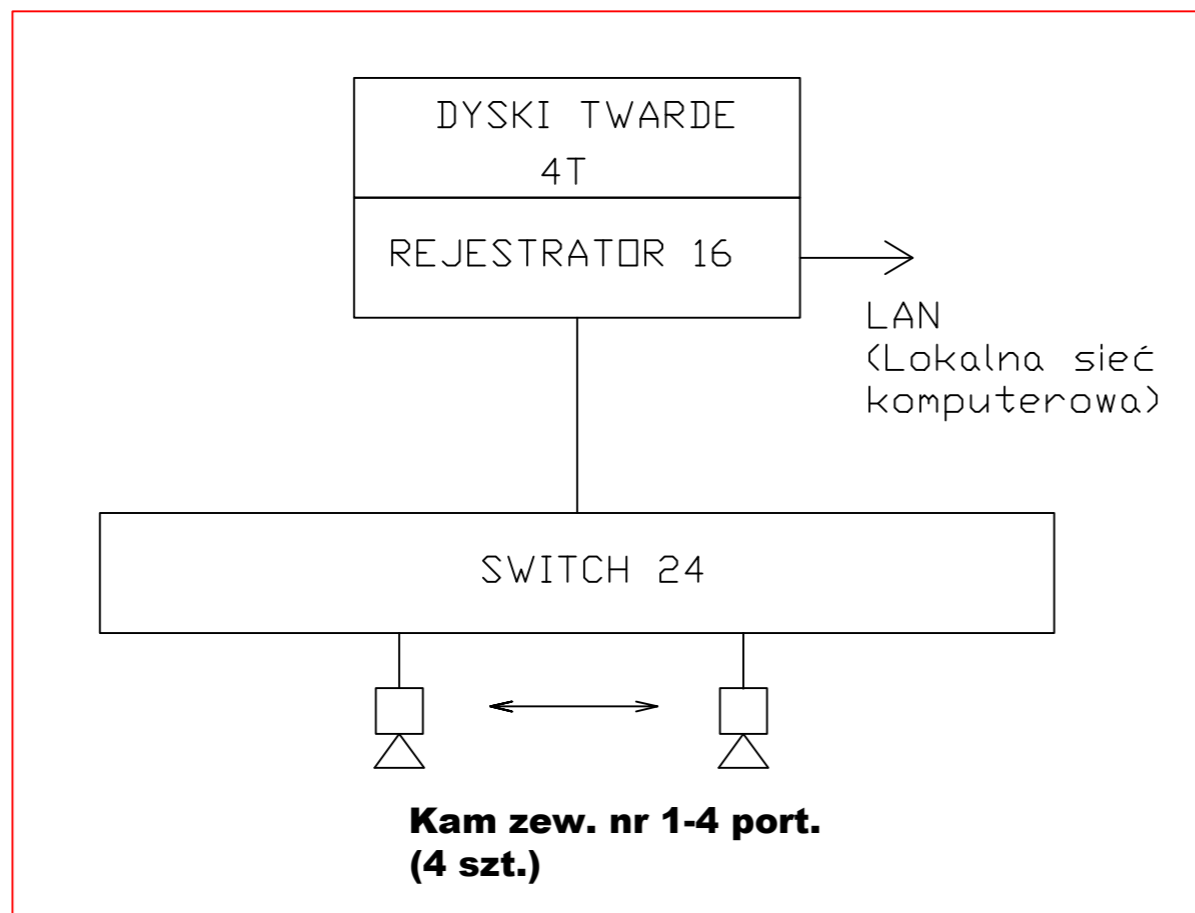 DYSKI TWARDE
4T
REJESTRATOR 16
LAN
(Lokalna sieć
komputerowa)
SWITCH 24
Kam zew. nr 1-4 port.
(4 szt.)